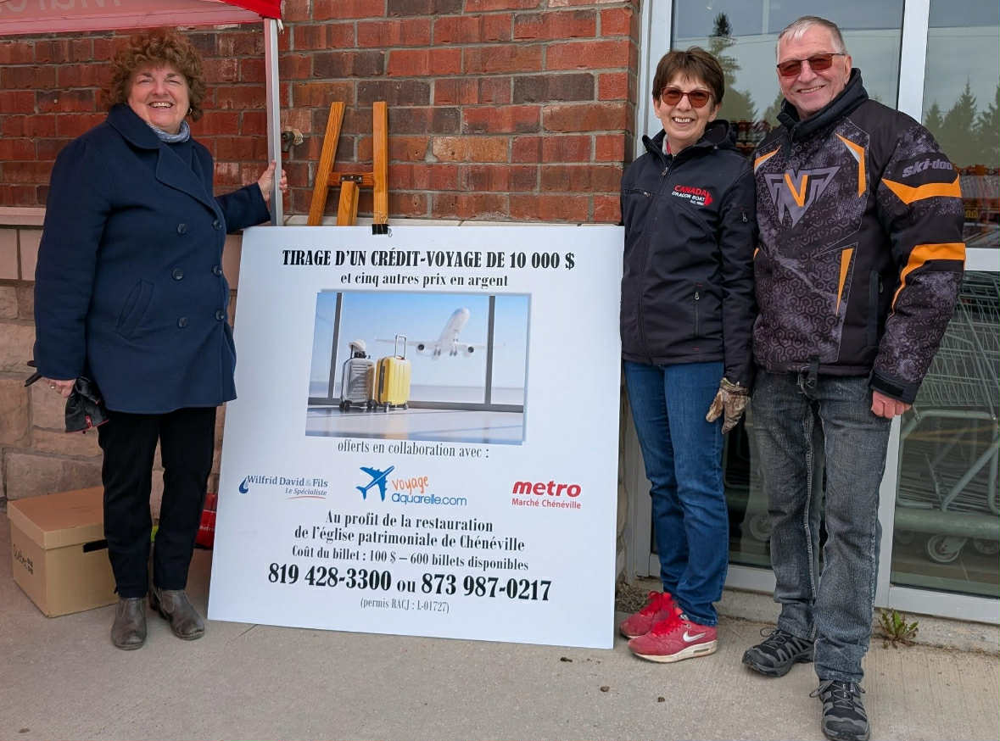 TIRAGE D'UN CRÉDIT-VOYAGE DE 10 000 $
et cinq autres prix en argent
offerts en collaboration avec :
Wilfrid David & Fils
Le Spécialiste
voyage
aquarelle.com
metro
Marché Chénéville
Au profit de la restauration
de l'église patrimoniale de Chénéville
Coût du billet : 100 $ – 600 billets disponibles
819 428-3300 ou 873 987-0217
(permis RACJ : L-01727)
CANADA
DRAGON BOAT
ski-doo